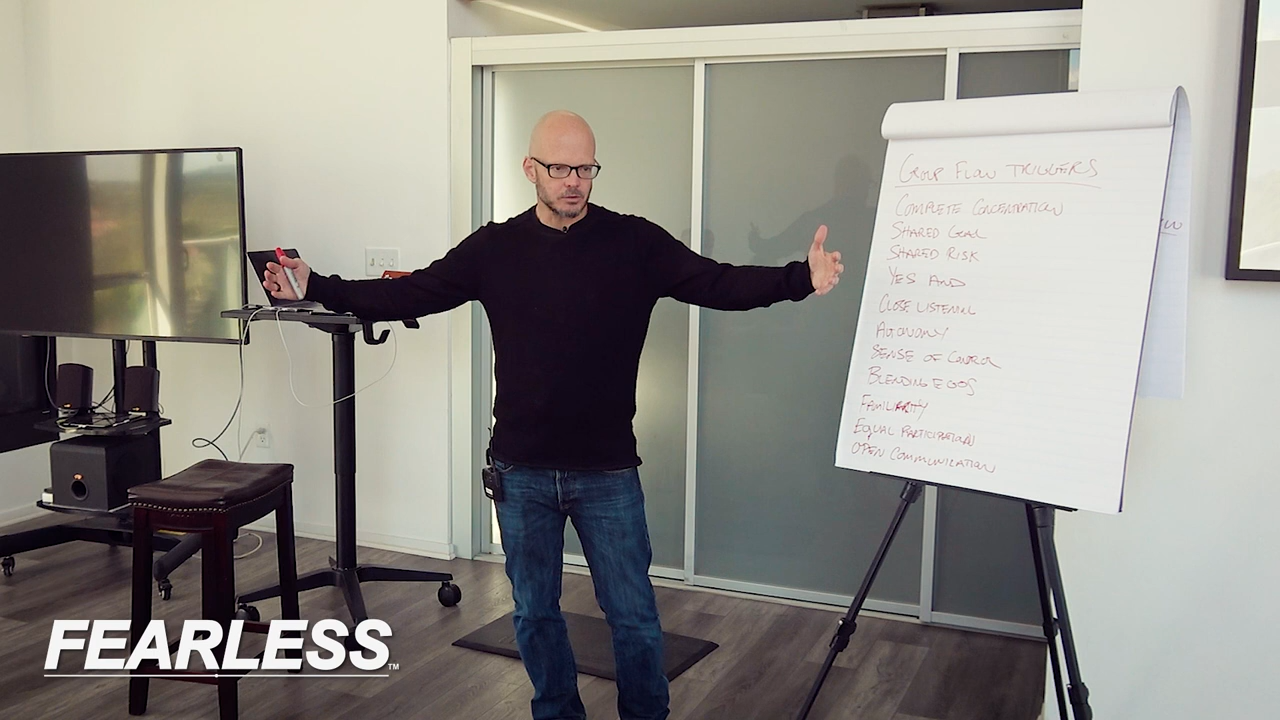 GROUP FLOW TRIGGERS
COMPLETE CONCENTRATION
SHARED GOAL
SHARED RISK
YES AND
CLOSE LISTENING
AUTONOMY
SENSE OF CONTROL
BLENDING EGOS
FAMILIARITY
EQUAL PARTICIPATION
OPEN COMMUNICATION
FEARLESS™